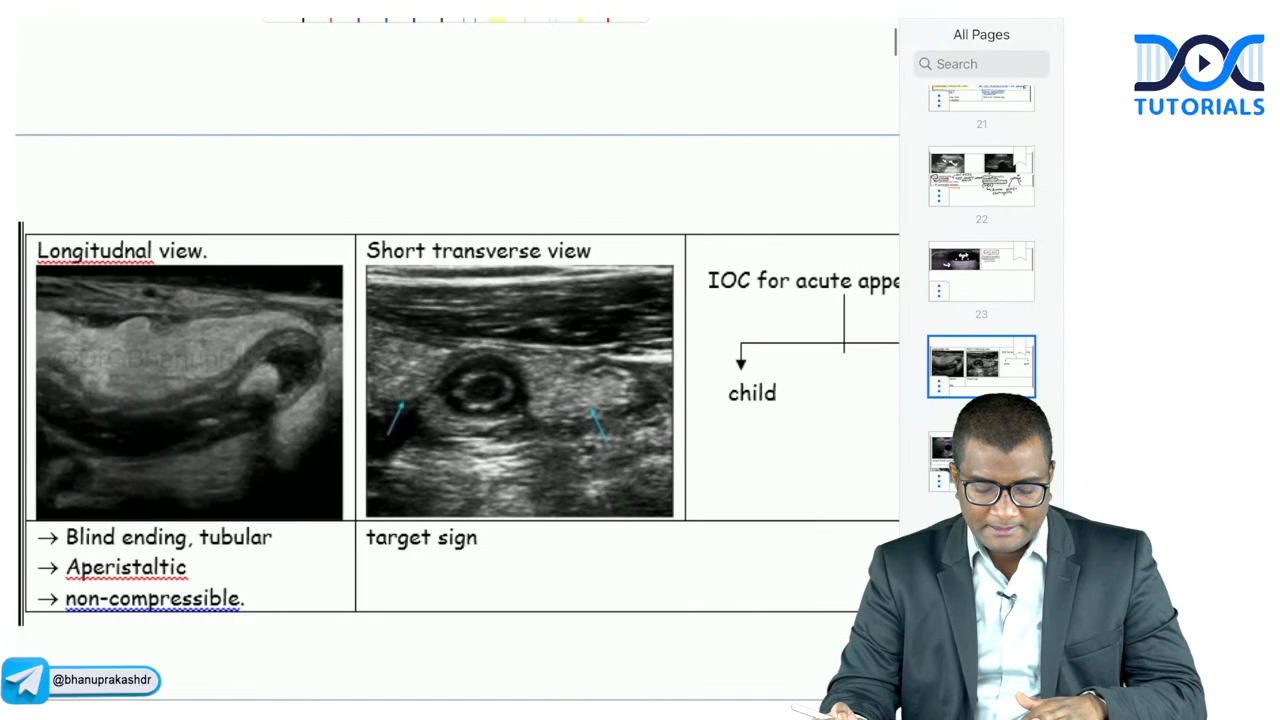 All Pages
Search
21
22
23
TUTORIALS
Longitudnal view.
Short transverse view
IOC for acute appe
child
→ Blind ending, tubular
→ Aperistaltic
→ non-compressible.
target sign
@bhanuprakashdr